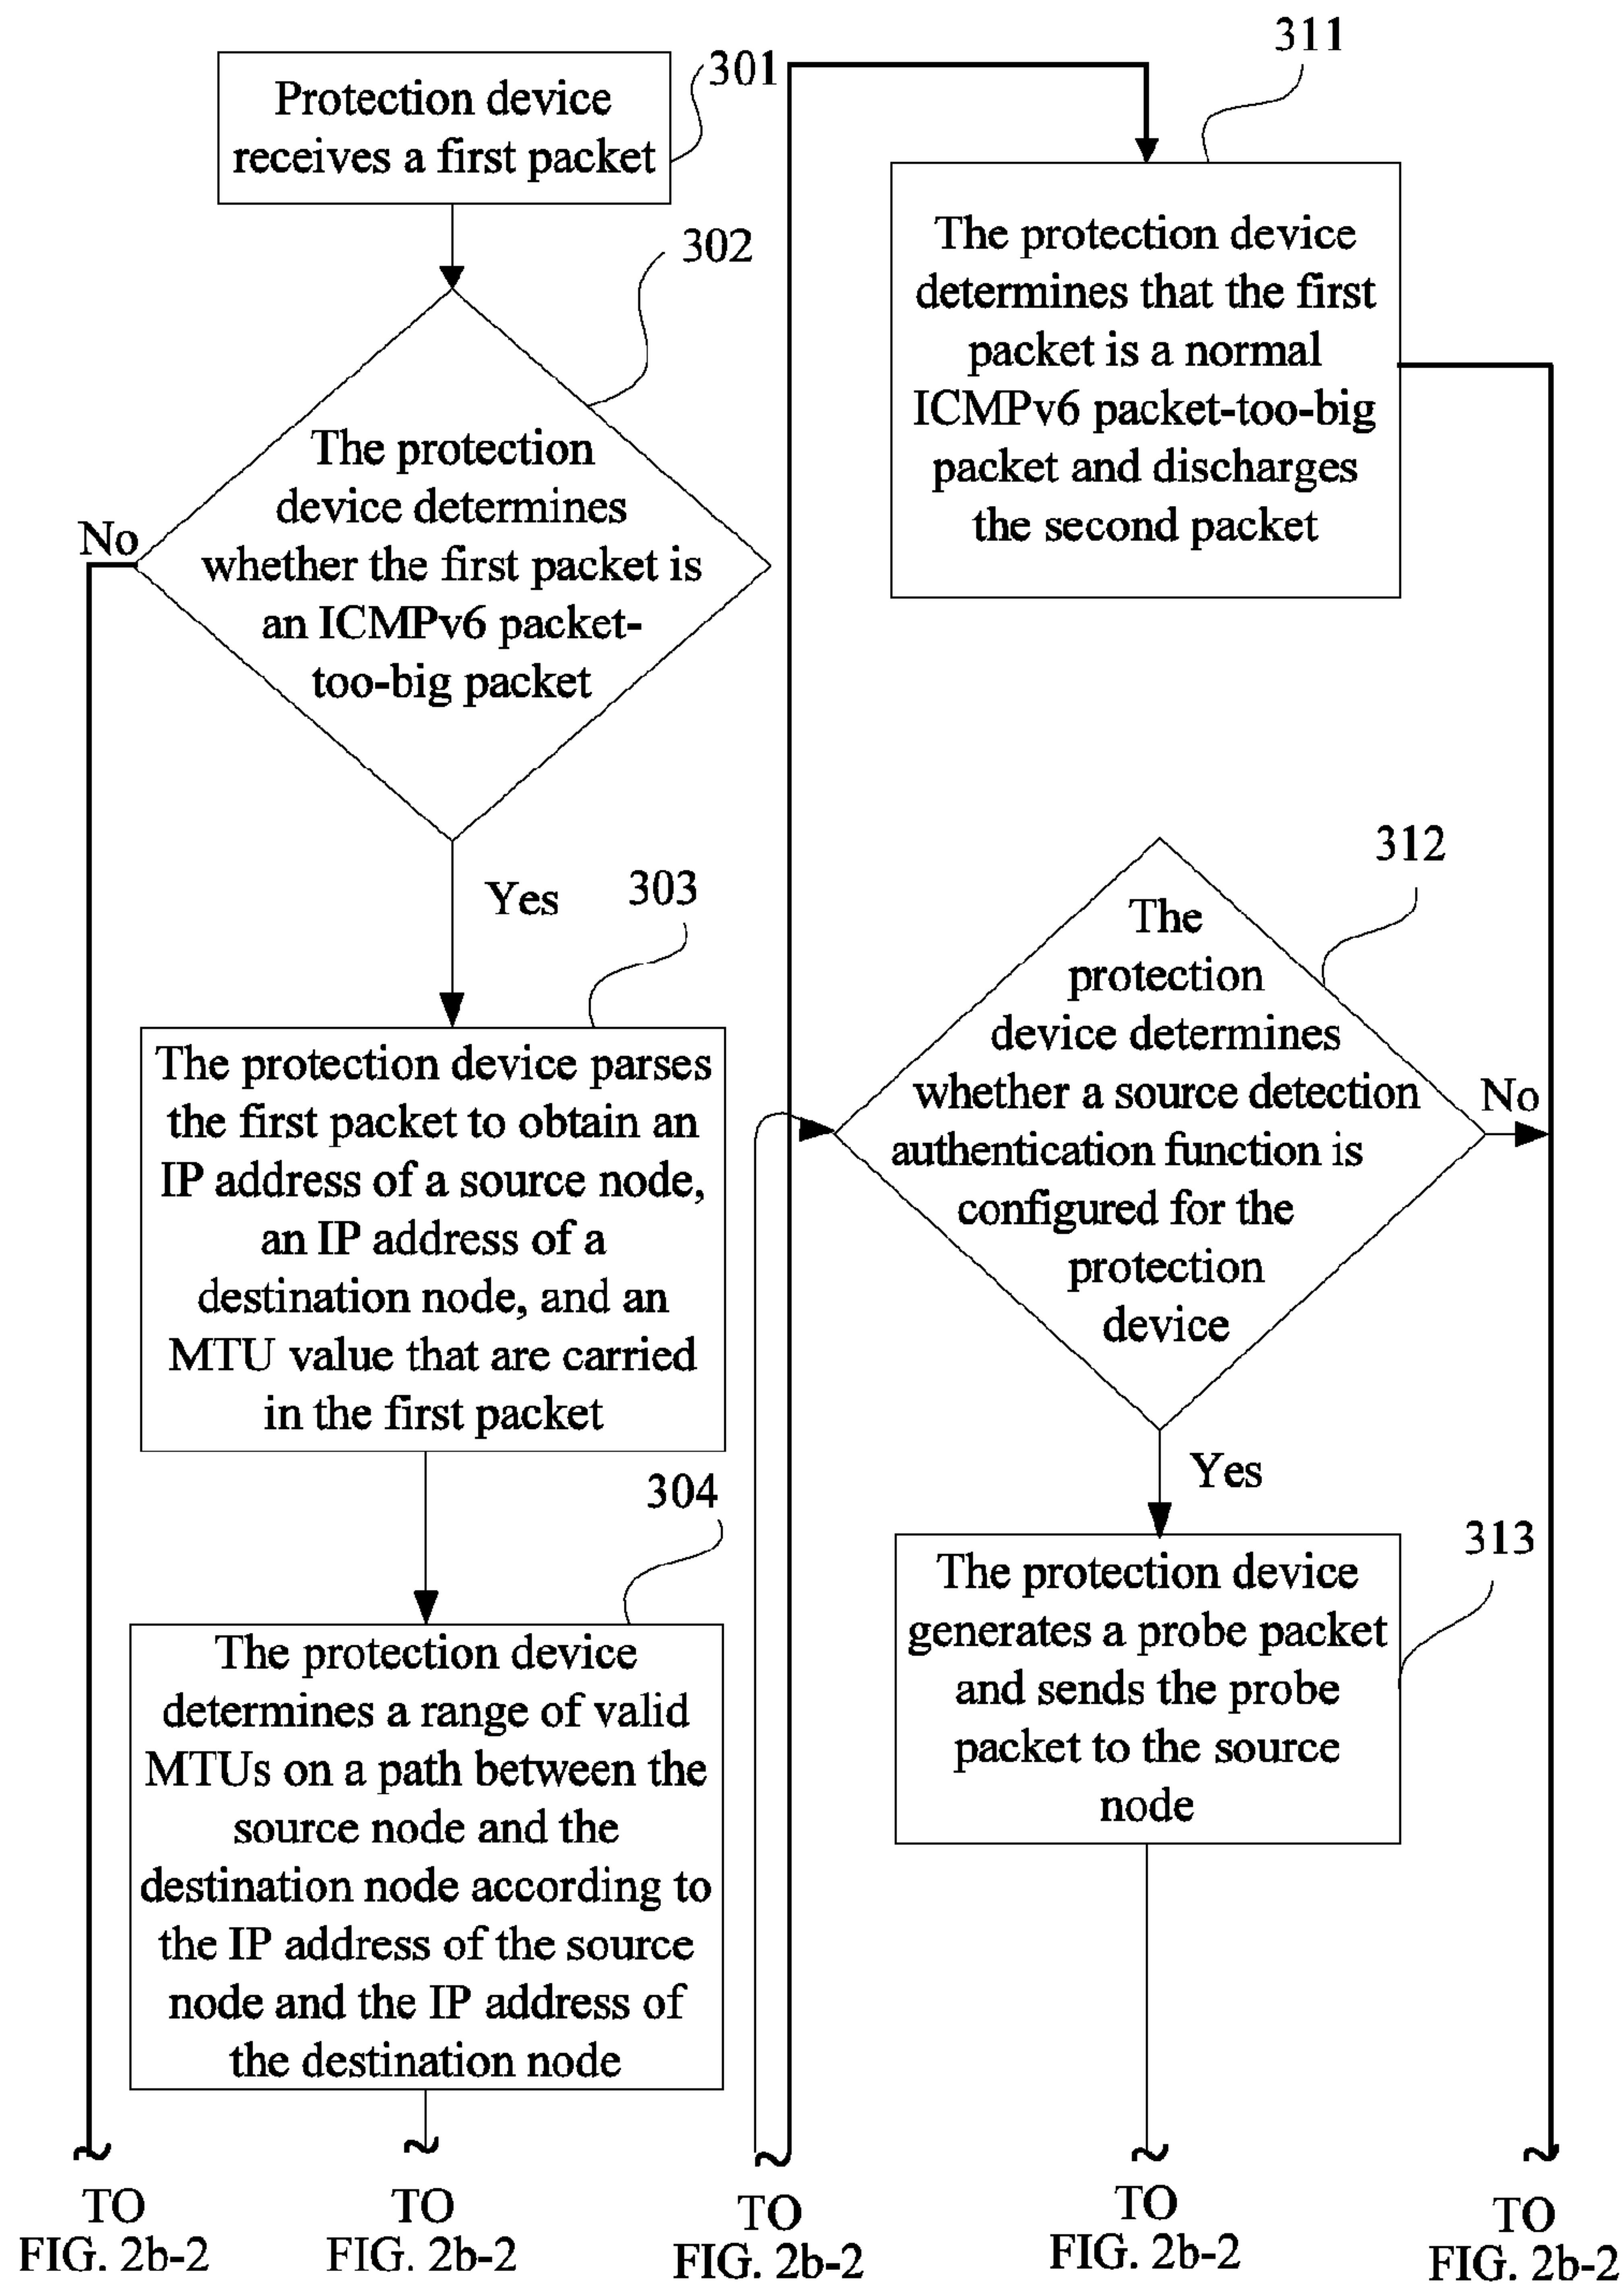 301
Protection device
receives a first packet
302
The protection
device determines
whether the first packet is
an ICMPv6 packet-
too-big packet
No
Yes
303
The protection device parses
the first packet to obtain an
IP address of a source node,
an IP address of a
destination node, and an
MTU value that are carried
in the first packet
304
The protection device
determines a range of valid
MTUs on a path between the
source node and the
destination node according to
the IP address of the source
node and the IP address of
the destination node
311
The protection device
determines that the first
packet is a normal
ICMPv6 packet-too-big
packet and discharges
the second packet
312
The
protection
device determines
whether a source detection
authentication function is
configured for the
protection
device
No
Yes
313
The protection device
generates a probe packet
and sends the probe
packet to the source
node
TO
FIG. 2b-2
TO
FIG. 2b-2
TO
FIG. 2b-2
TO
FIG. 2b-2
TO
FIG. 2b-2